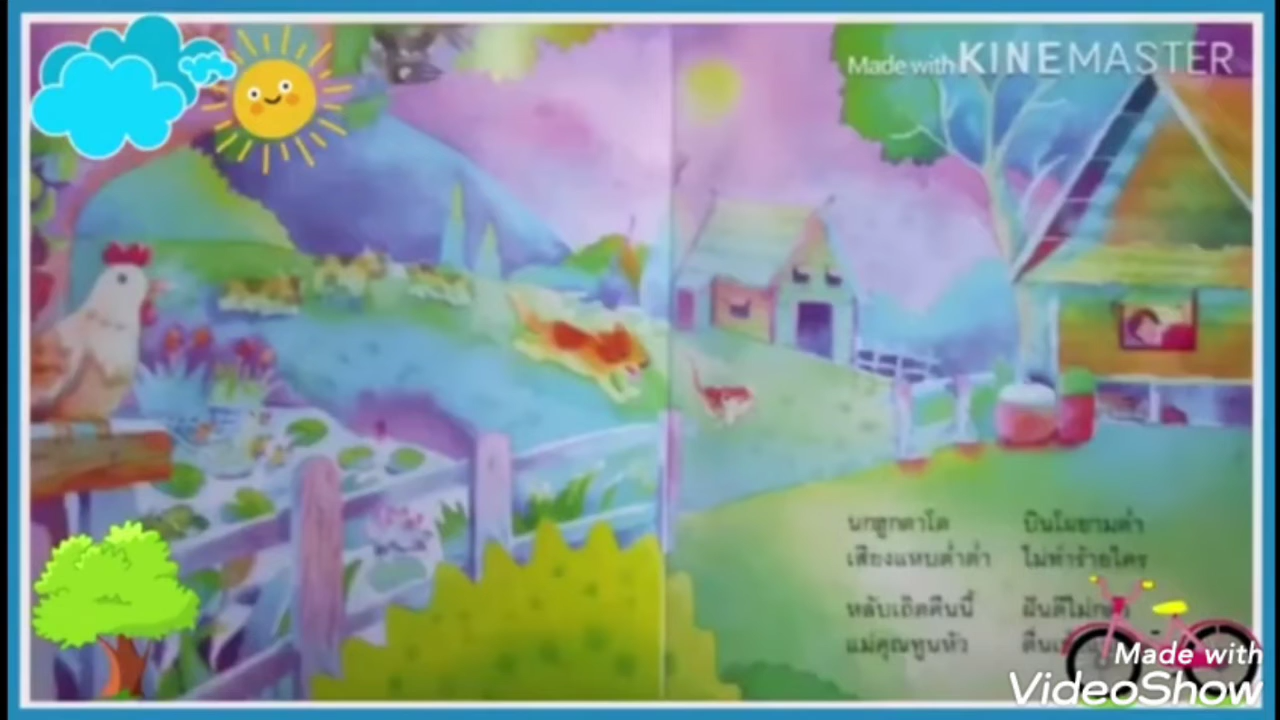 Made with KINEMASTER
นกฮูกตาโต บินโผยามค่ำ
เสียงแหบต่ำต่ำ ไม่ทำร้ายใคร
หลับเถิดคืนนี้ ฝันดีไม่
แม่คุณทูนหัว
Made with
VideoShow